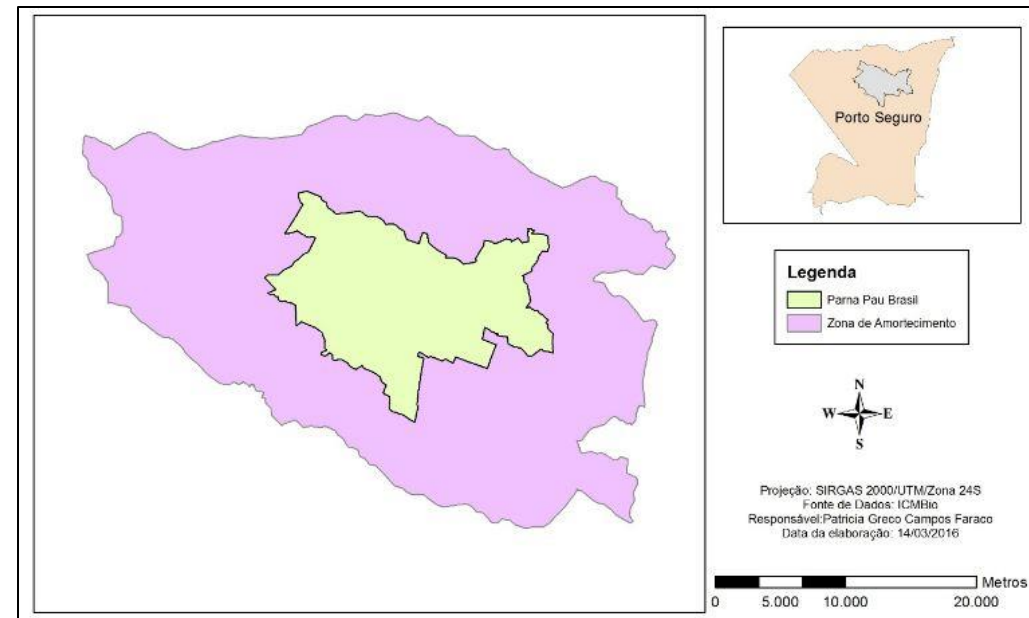 Porto Seguro
Legenda
Parna Pau Brasil
Zona de Amortecimento
N
W E
S
Projeção: SIRGAS 2000/UTM/Zona 24S
Fonte de Dados: ICMBio
Responsável:Patricia Greco Campos Faraco
Data da elaboração: 14/03/2016
Metros
0 5.000 10.000 20.000